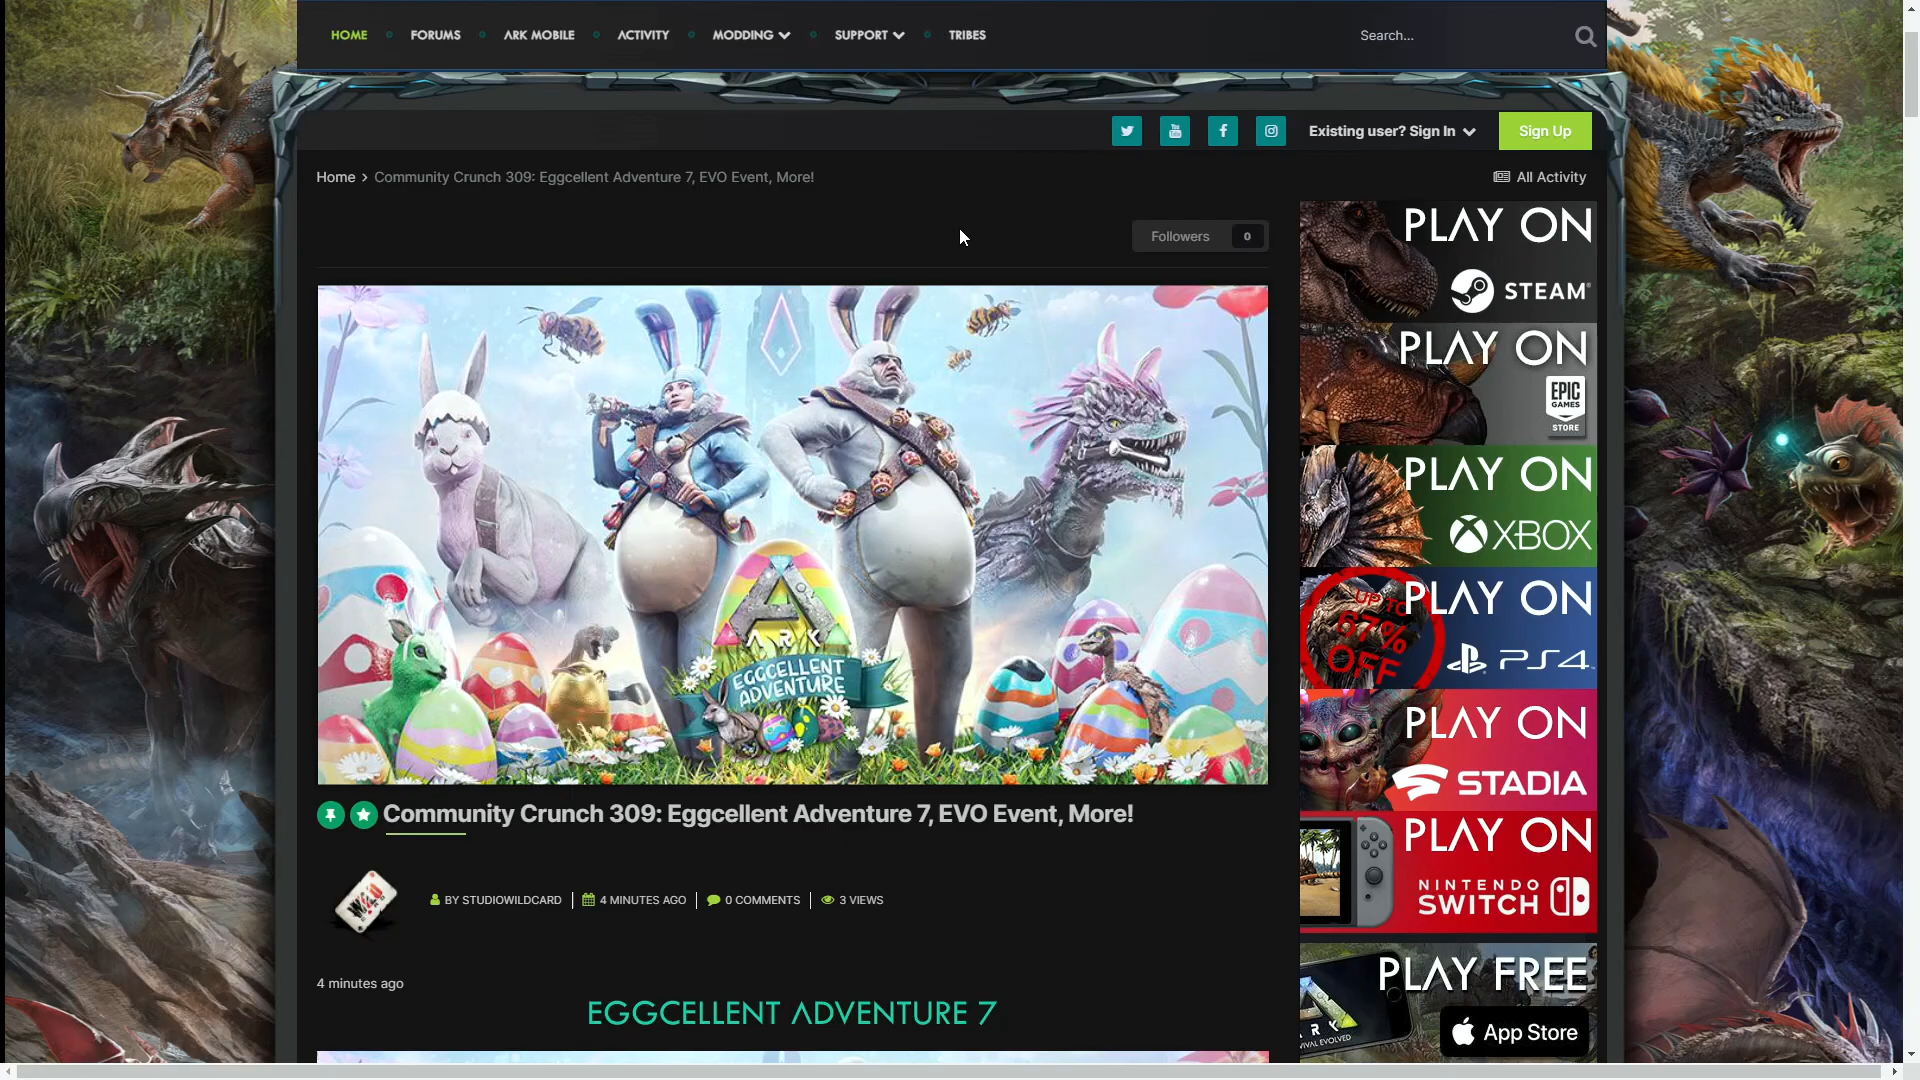 HOME
FORUMS
ARK MOBILE
ACTIVITY
MODDING
SUPPORT
TRIBES
Search...
Existing user? Sign In
Sign Up
Home > Community Crunch 309: Eggcellent Adventure 7, EVO Event, More!
All Activity
Followers 0
ARK
EGGCELLENT
ADVENTURE
PLAY ON
STEAM
PLAY ON
EPIC
GAMES
STORE
PLAY ON
XBOX
UP TO
67%
OFF
PLAY ON
PS4
PLAY ON
STADIA
PLAY ON
NINTENDO
SWITCH
PLAY FREE
App Store
Community Crunch 309: Eggcellent Adventure 7, EVO Event, More!
BY STUDIOWILDCARD
4 MINUTES AGO
0 COMMENTS
3 VIEWS
4 minutes ago
EGGCELLENT ADVENTURE 7